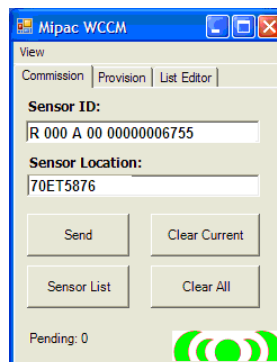 Mipac WCCM
View
Commission Provision List Editor
Sensor ID:
R 000 A 00 00000006755
Sensor Location:
70ET5876
Send Clear Current
Sensor List Clear All
Pending: 0